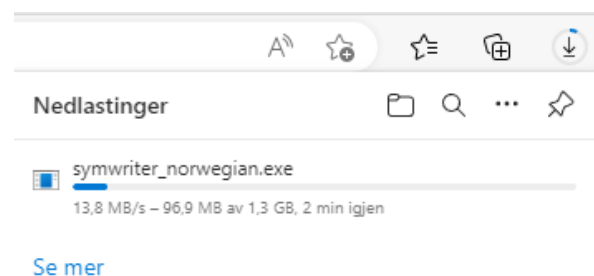 Nedlastinger
symwriter_norwegian.exe
13,8 MB/s – 96,9 MB av 1,3 GB, 2 min igjen
Se mer